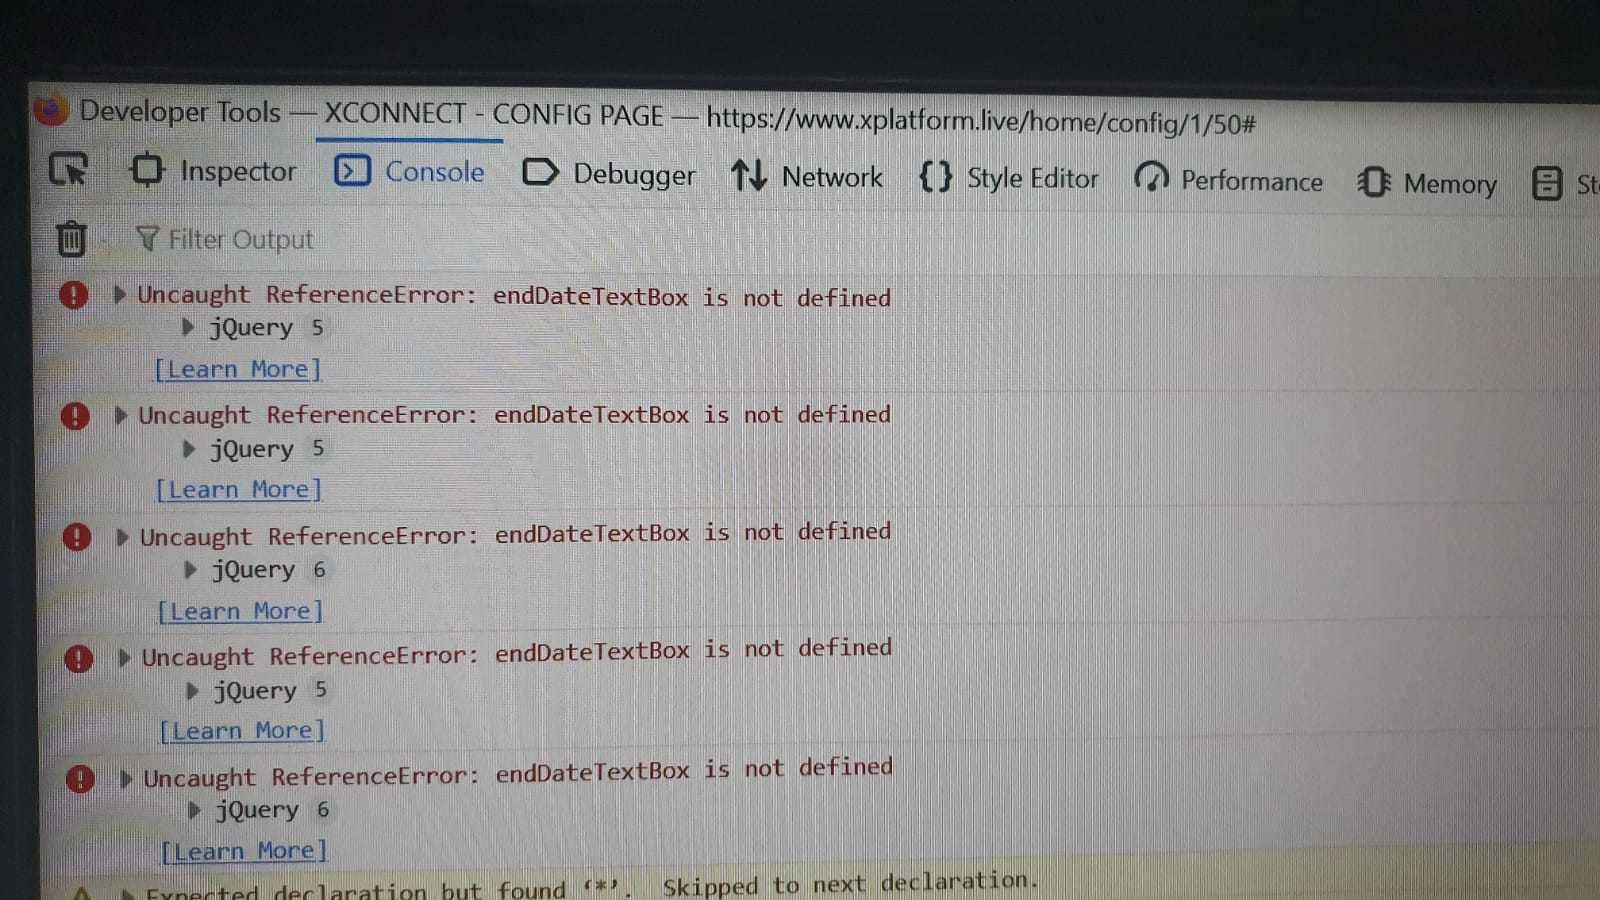 Developer Tools — XCONNECT - CONFIG PAGE — https://www.xplatform.live/home/config/1/50#
Inspector Console Debugger Network {} Style Editor Performance Memory
Filter Output
Uncaught ReferenceError: endDateTextBox is not defined
jQuery 5
[Learn More]
Uncaught ReferenceError: endDateTextBox is not defined
jQuery 5
[Learn More]
Uncaught ReferenceError: endDateTextBox is not defined
jQuery 6
[Learn More]
Uncaught ReferenceError: endDateTextBox is not defined
jQuery 5
[Learn More]
Uncaught ReferenceError: endDateTextBox is not defined
jQuery 6
[Learn More]
Expected declaration but found ‘*’. Skipped to next declaration.